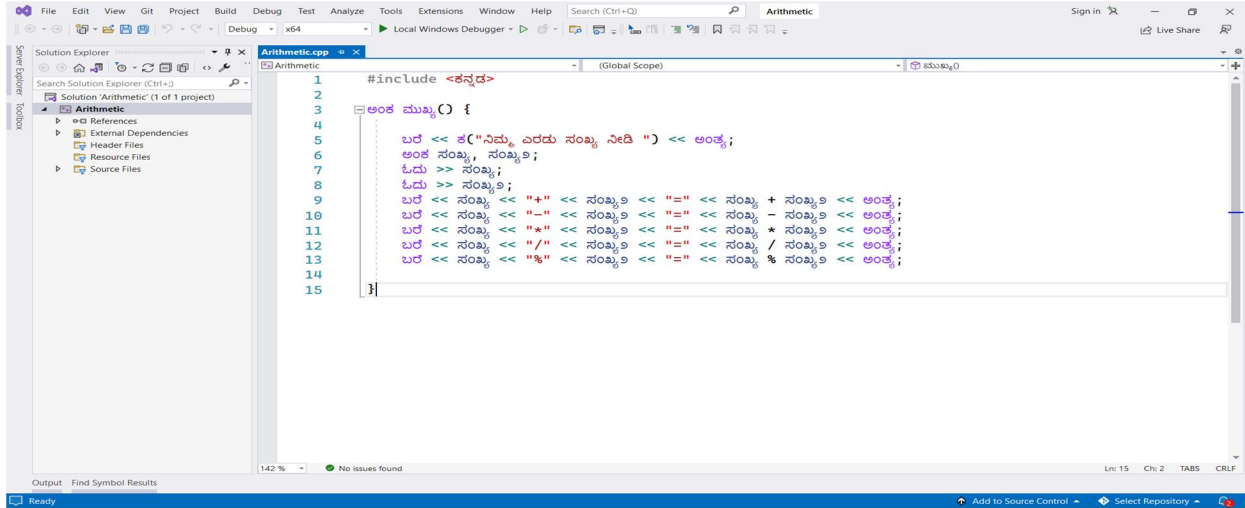 File Edit View Git Project Build Debug Test Analyze Tools Extensions Window Help Search (Ctrl+Q) Arithmetic Sign in
Debug x64 Local Windows Debugger Live Share
Server Explorer
Toolbox
Solution Explorer
Search Solution Explorer (Ctrl+;)
Solution 'Arithmetic' (1 of 1 project)
Arithmetic
References
External Dependencies
Header Files
Resource Files
Source Files
Arithmetic.cpp
Arithmetic (Global Scope) ಮುಖ್ಯ()
1 #include <ಕನ್ನಡ>
2
3 ಅಂಕ ಮುಖ್ಯ() {
4
5 ಬರೆ << ಕ("ನಿಮ್ಮ ಎರಡು ಸಂಖ್ಯ ನೀಡಿ ") << ಅಂತ್ಯ;
6 ಅಂಕ ಸಂಖ್ಯ, ಸಂಖ್ಯ೨;
7 ಓದು >> ಸಂಖ್ಯ;
8 ಓದು >> ಸಂಖ್ಯ೨;
9 ಬರೆ << ಸಂಖ್ಯ << "+" << ಸಂಖ್ಯ೨ << "=" << ಸಂಖ್ಯ + ಸಂಖ್ಯ೨ << ಅಂತ್ಯ;
10 ಬರೆ << ಸಂಖ್ಯ << "-" << ಸಂಖ್ಯ೨ << "=" << ಸಂಖ್ಯ - ಸಂಖ್ಯ೨ << ಅಂತ್ಯ;
11 ಬರೆ << ಸಂಖ್ಯ << "*" << ಸಂಖ್ಯ೨ << "=" << ಸಂಖ್ಯ * ಸಂಖ್ಯ೨ << ಅಂತ್ಯ;
12 ಬರೆ << ಸಂಖ್ಯ << "/" << ಸಂಖ್ಯ೨ << "=" << ಸಂಖ್ಯ / ಸಂಖ್ಯ೨ << ಅಂತ್ಯ;
13 ಬರೆ << ಸಂಖ್ಯ << "%" << ಸಂಖ್ಯ೨ << "=" << ಸಂಖ್ಯ % ಸಂಖ್ಯ೨ << ಅಂತ್ಯ;
14
15 }
142 % No issues found Ln: 15 Ch: 2 TABS CRLF
Output Find Symbol Results
Ready Add to Source Control Select Repository 2